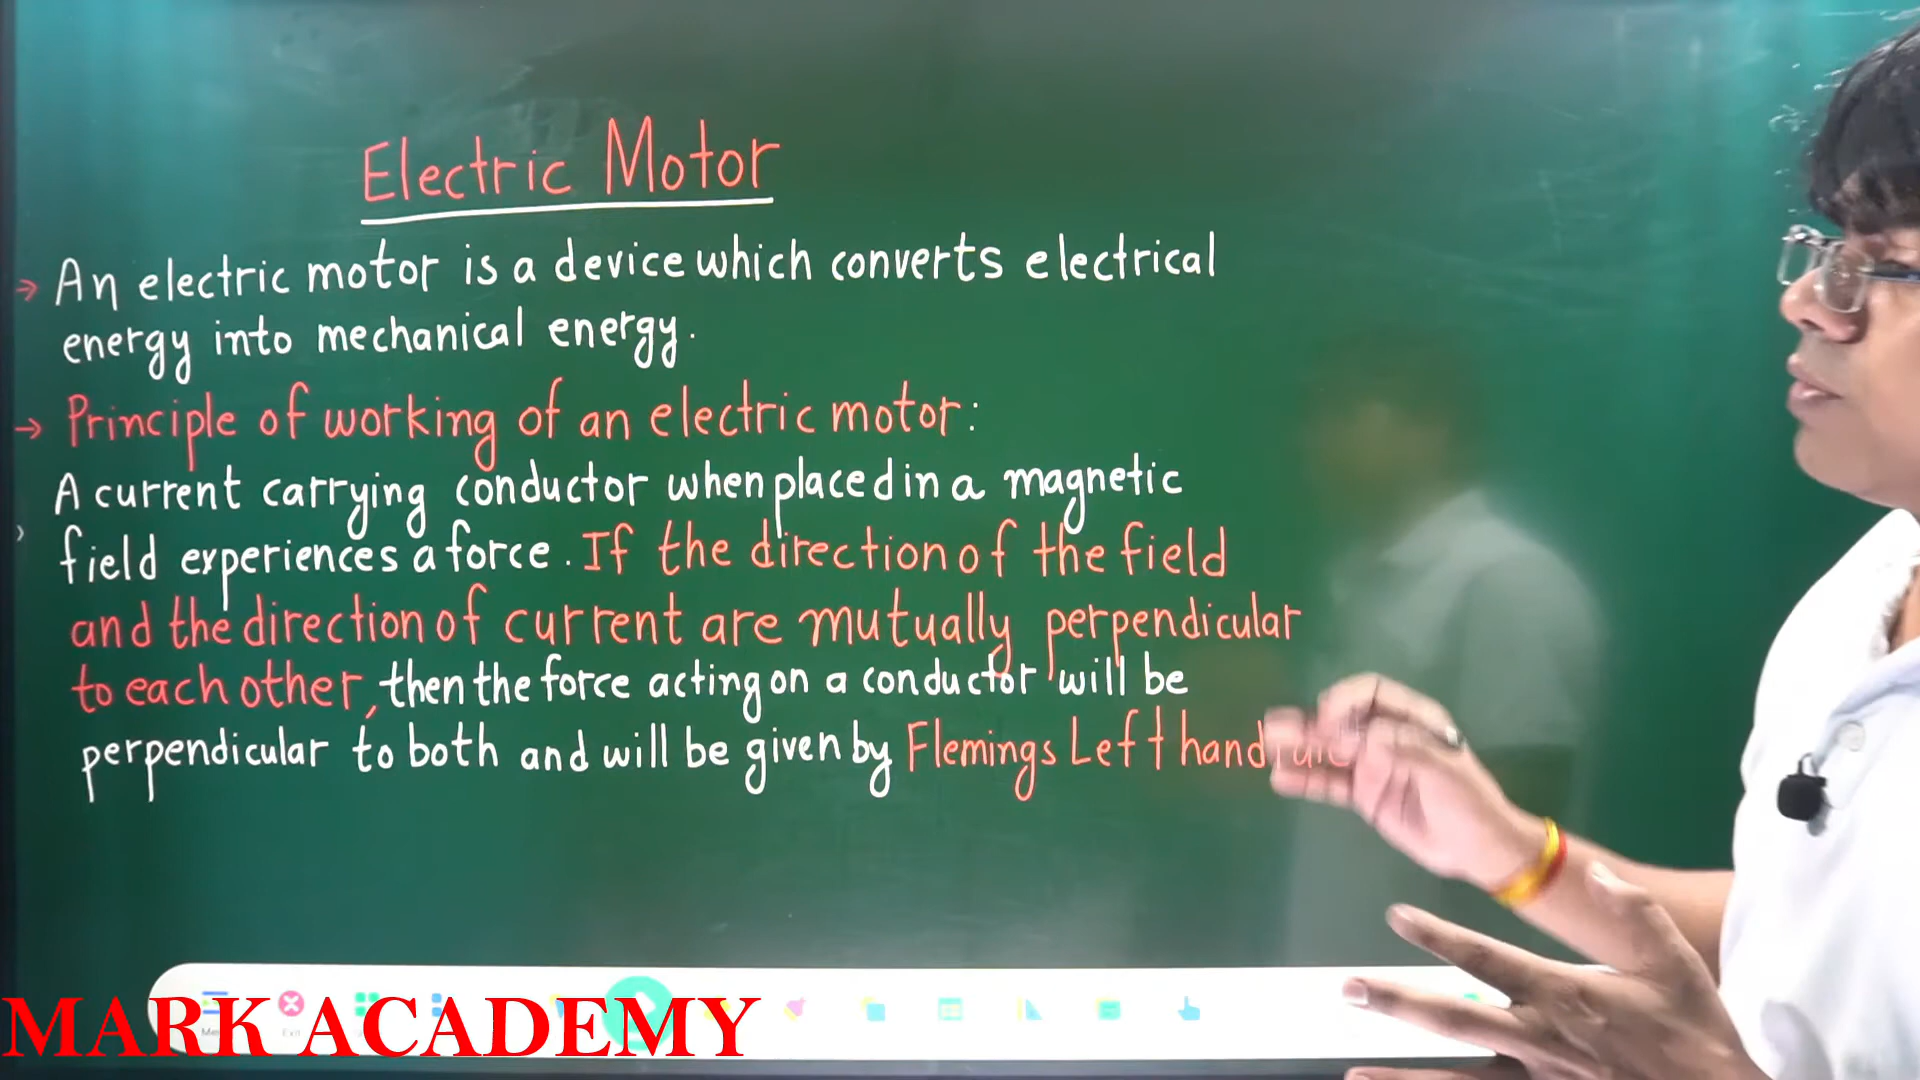 Electric Motor
→ An electric motor is a device which converts electrical
energy into mechanical energy.
→ Principle of working of an electric motor:
A current carrying conductor when placed in a magnetic
field experiences a force. If the direction of the field
and the direction of current are mutually perpendicular
to each other, then the force acting on a conductor will be
perpendicular to both and will be given by Flemings Left hand
MARK ACADEMY